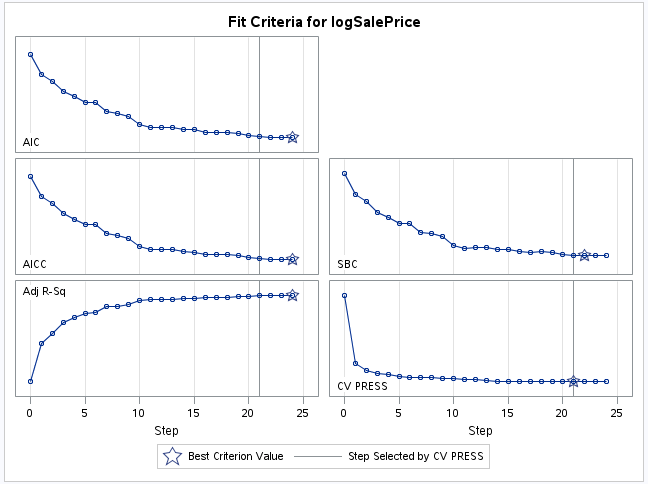 Fit Criteria for logSalePrice
AIC
AICC
SBC
Adj R-Sq
CV PRESS
0 5 10 15 20 25
0 5 10 15 20 25
Step
Step
Best Criterion Value
Step Selected by CV PRESS